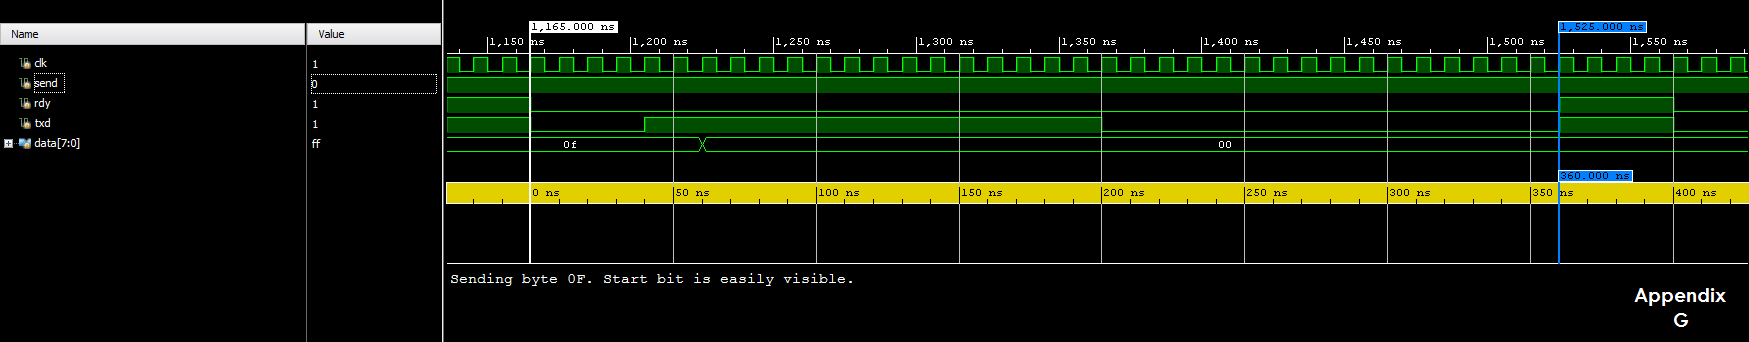 Name Value
1,165.000 ns 1,525.000 ns
1,150 ns 1,200 ns 1,250 ns 1,300 ns 1,350 ns 1,400 ns 1,450 ns 1,500 ns 1,550 ns
clk 1
send 0
rdy 1
txd 1
data[7:0] ff 0f 00
360.000 ns
0 ns 50 ns 100 ns 150 ns 200 ns 250 ns 300 ns 350 ns 400 ns
Sending byte 0F. Start bit is easily visible.
Appendix
G